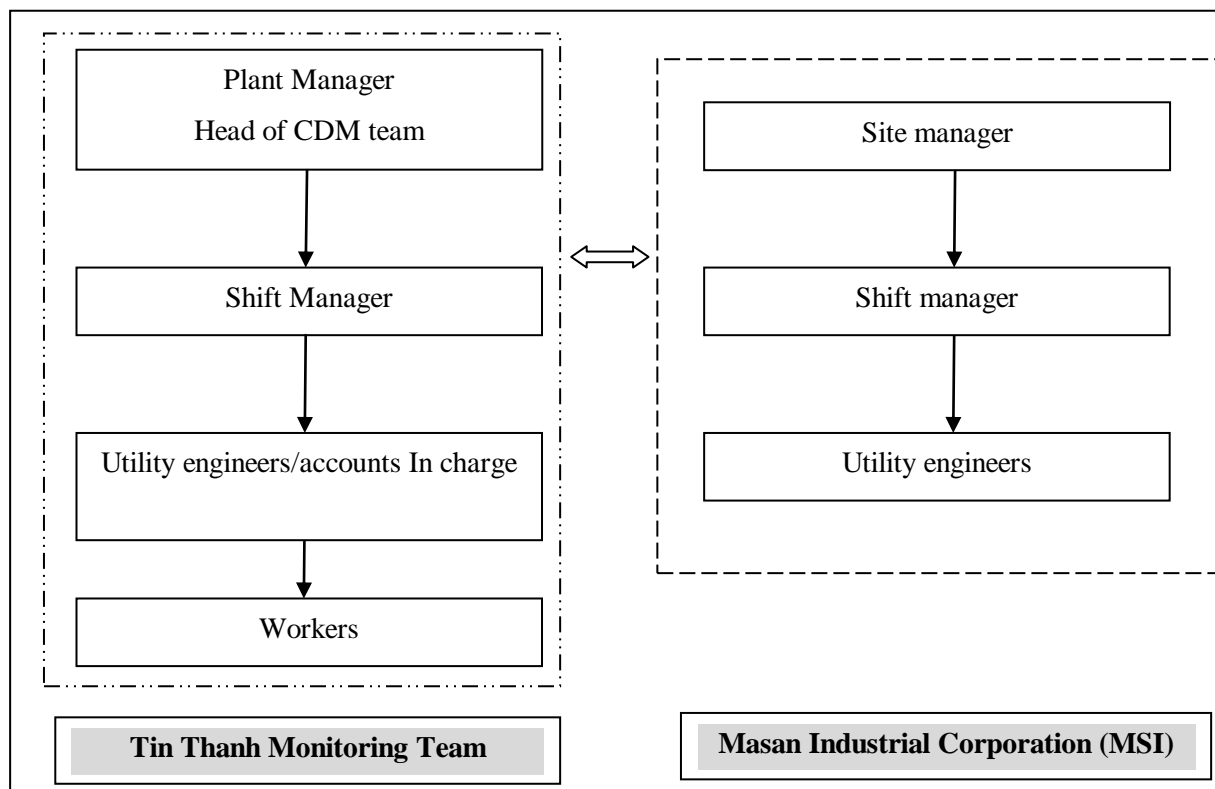 Plant Manager
Head of CDM team
Shift Manager
Utility engineers/accounts In charge
Workers
Tin Thanh Monitoring Team
Site manager
Shift manager
Utility engineers
Masan Industrial Corporation (MSI)